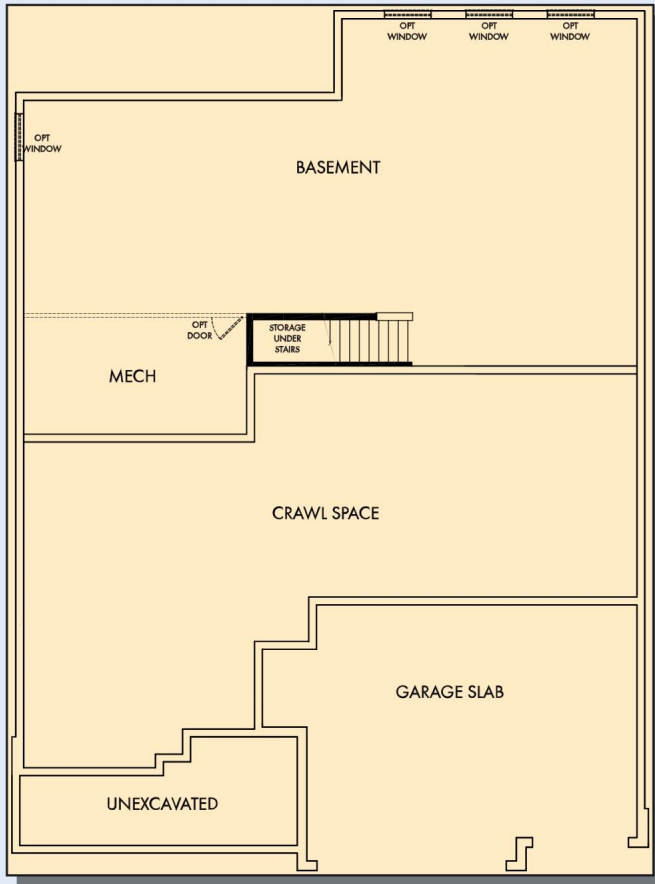 OPT
WINDOW
OPT
WINDOW
OPT
WINDOW
OPT
WINDOW
BASEMENT
OPT
DOOR
STORAGE
UNDER
STAIRS
MECH
CRAWL SPACE
GARAGE SLAB
UNEXCAVATED